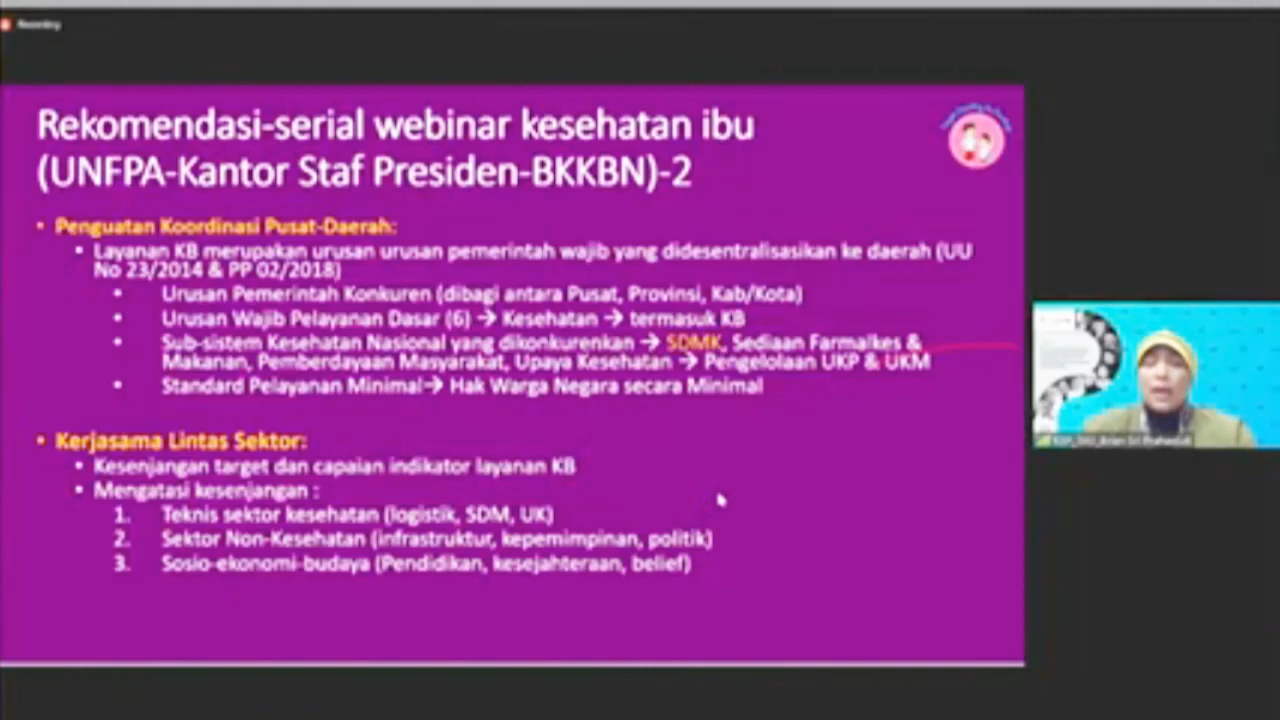 Recording
Rekomendasi-serial webinar kesehatan ibu
(UNFPA-Kantor Staf Presiden-BKKBN)-2
• Penguatan Koordinasi Pusat-Daerah:
• Layanan KB merupakan urusan urusan pemerintah wajib yang didesentralisasikan ke daerah (UU
No 23/2014 & PP 02/2018)
• Urusan Pemerintah Konkuren (dibagi antara Pusat, Provinsi, Kab/Kota)
• Urusan Wajib Pelayanan Dasar (6) → Kesehatan → termasuk KB
• Sub-sistem Kesehatan Nasional yang dikonkurenkan → SDMK, Sediaan Farmalkes &
Makanan, Pemberdayaan Masyarakat, Upaya Kesehatan → Pengelolaan UKP & UKM
• Standard Pelayanan Minimal→ Hak Warga Negara secara Minimal
• Kerjasama Lintas Sektor:
• Kesenjangan target dan capaian indikator layanan KB
• Mengatasi kesenjangan :
1. Teknis sektor kesehatan (logistik, SDM, UK)
2. Sektor Non-Kesehatan (infrastruktur, kepemimpinan, politik)
3. Sosio-ekonomi-budaya (Pendidikan, kesejahteraan, belief)